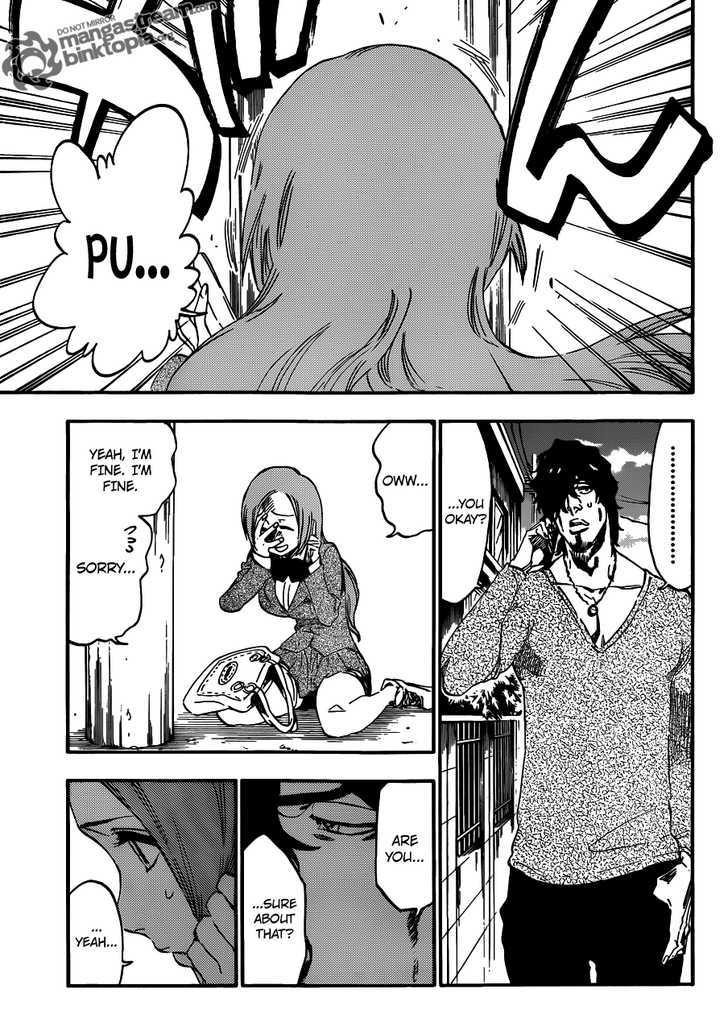 DO NOT MIRROR
mangastream.com
binktopia.org
PU...
..........
...YOU
OKAY?
OWW...
YEAH, I'M
FINE. I'M
FINE.
SORRY...
ARE
YOU...
...SURE
ABOUT
THAT?
...
YEAH...